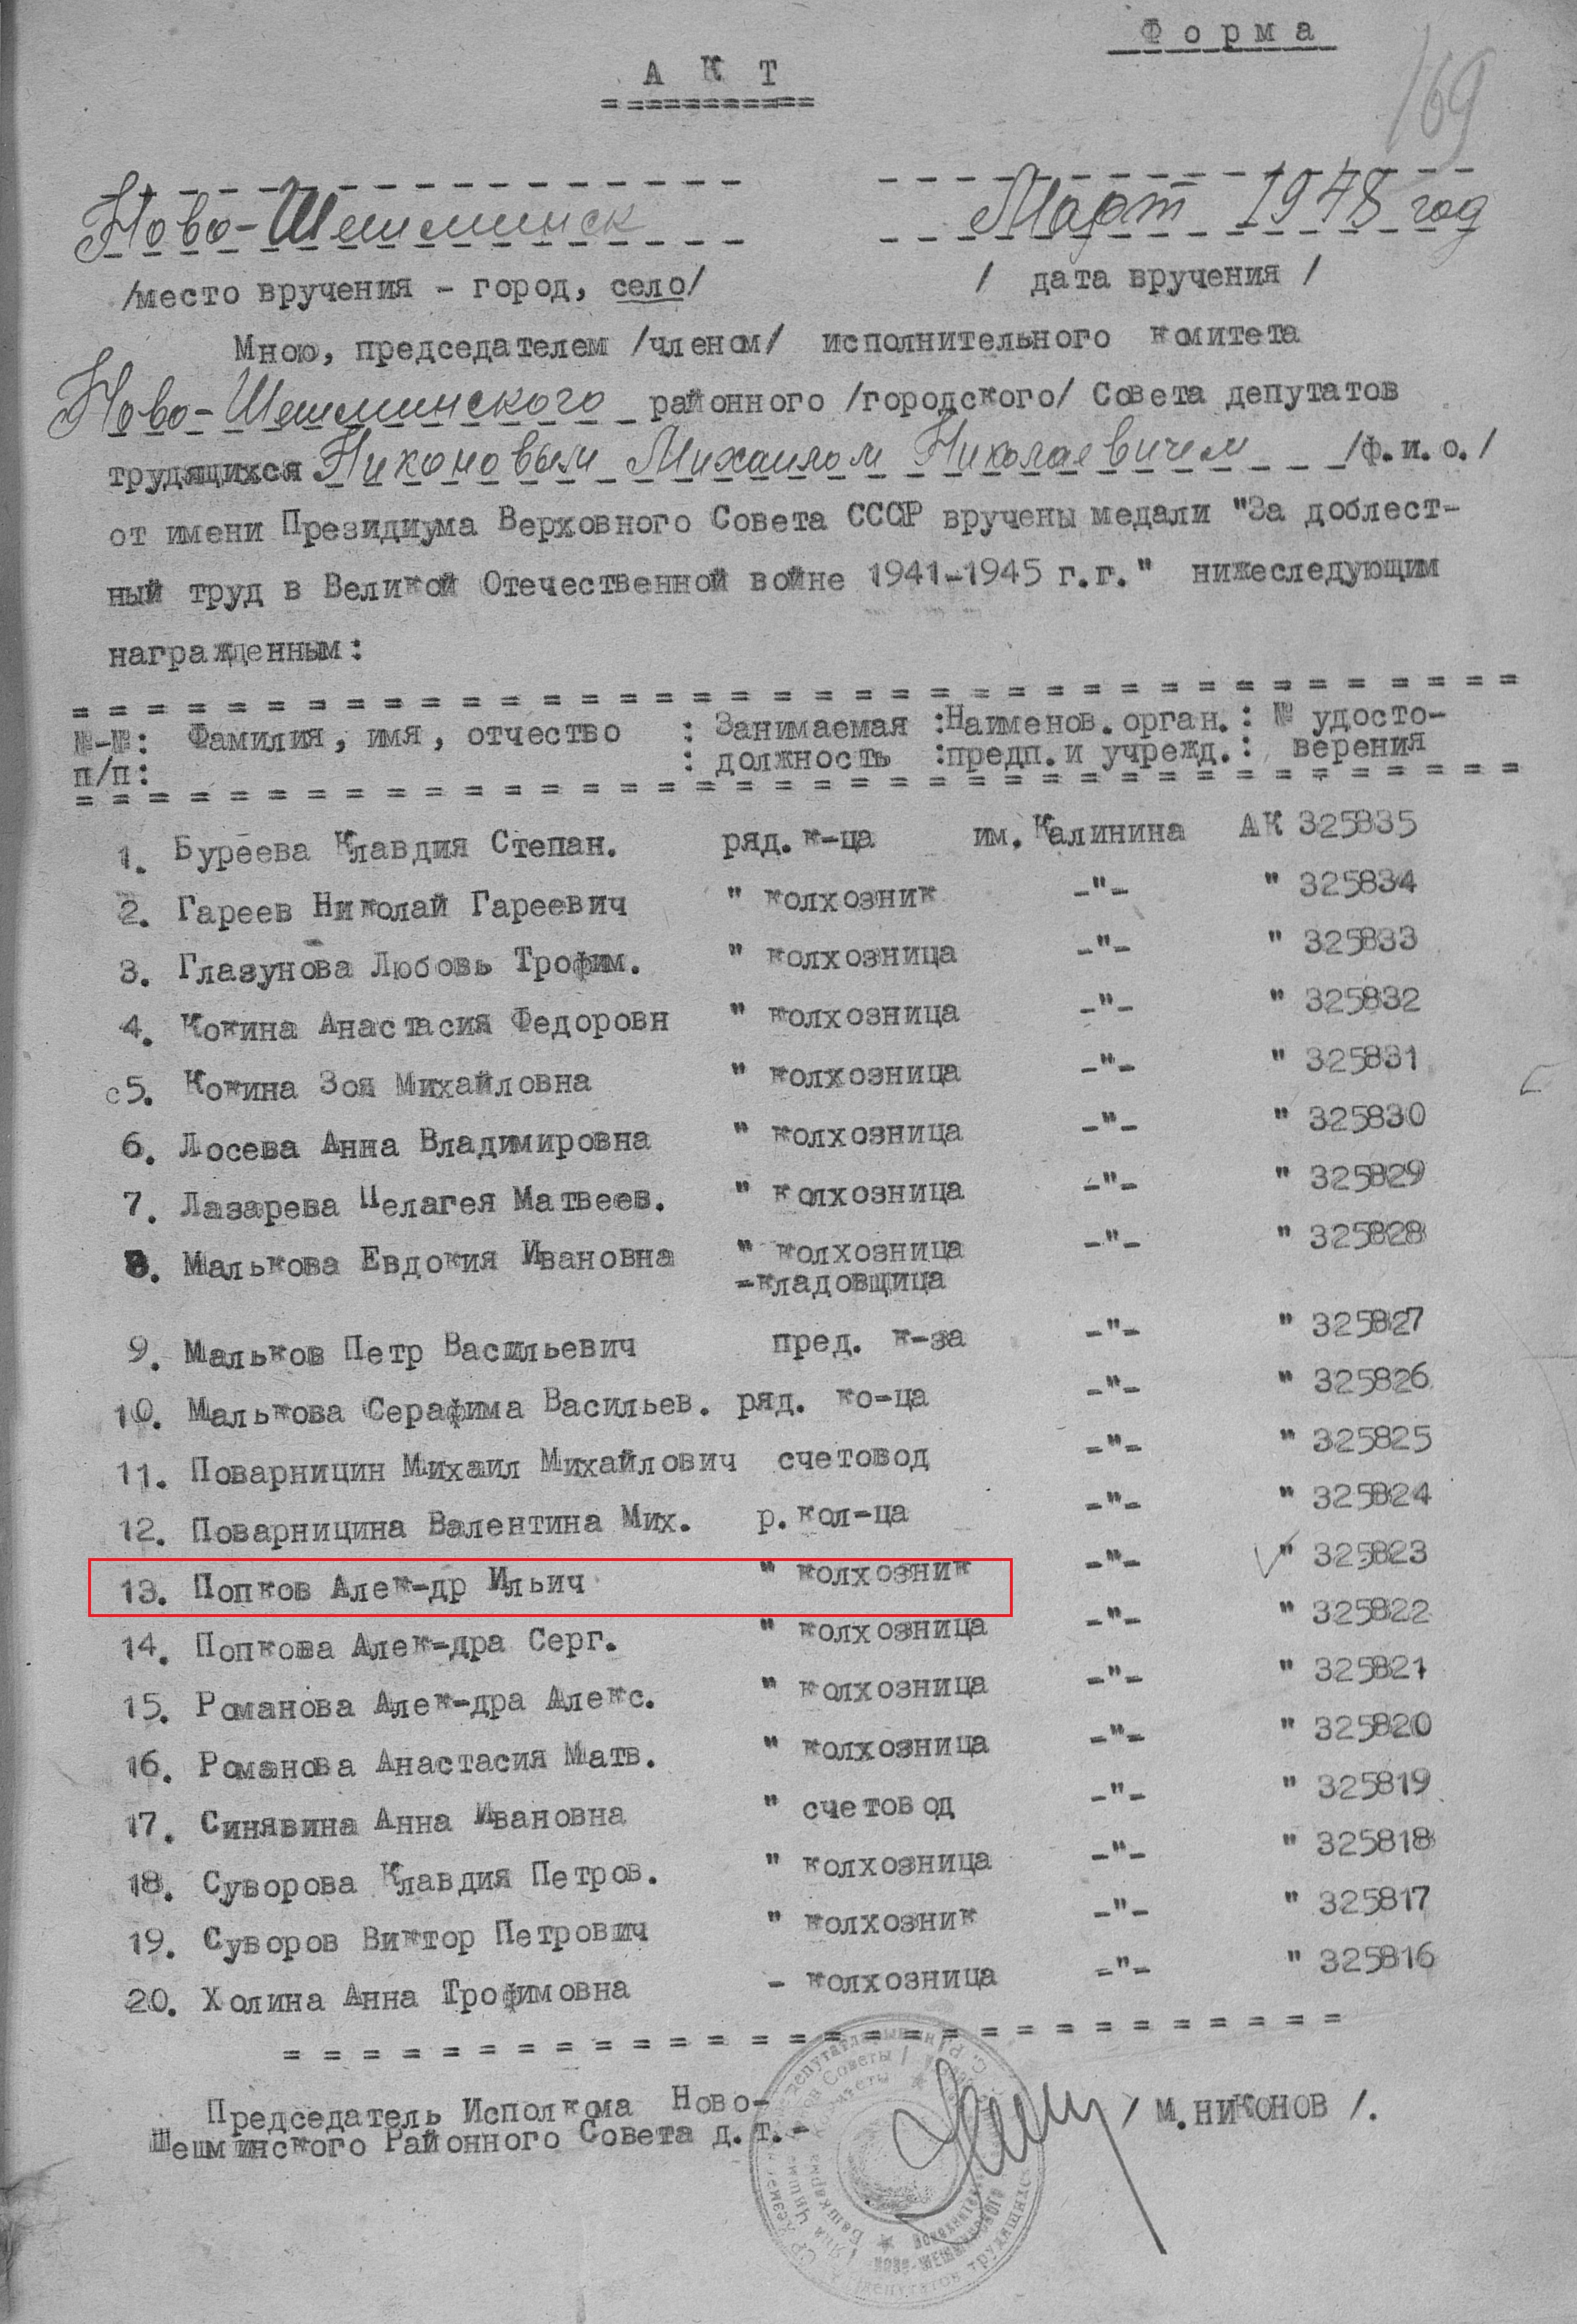 Форма
169
АКТ
Ново-Шешминск Март 1948 год
/место вручения - город, село/ / дата вручения /
Мною, председателем /членом/ исполнительного комитета
Ново-Шешминского районного /городского/ Совета депутатов
трудящихся Никоновым Михаилом Николаевичем /ф.и.о./
от имени Президиума Верховного Совета СССР вручены медали "За доблест-
ный труд в Великой Отечественной войне 1941-1945 г.г." нижеследующим
награжденным:
№-№: Фамилия, имя, отчество : Занимаемая :Наименов.орган.: № удосто-
п/п: : должность :предп.и учрежд.: верения
1. Буреева Клавдия Степан. ряд.к-ца им.Калинина АК 325835
2. Гареев Николай Гареевич " колхозник -"- " 325834
3. Глазунова Любовь Трофим. " колхозница -"- " 325833
4. Кокина Анастасия Федоровн " колхозница -"- " 325832
с5. Кокина Зоя Михайловна " колхозница -"- " 325831
6. Лосева Анна Владимировна " колхозница -"- " 325830
7. Лазарева Пелагея Матвеев. " колхозница -"- " 325829
8. Малькова Евдокия Ивановна " колхозница -"- " 325828
-кладовщица
9. Мальков Петр Васильевич пред. к-за -"- " 325827
10. Малькова Серафима Васильев. ряд. ко-ца -"- " 325826
11. Поварницин Михаил Михайлович счетовод -"- " 325825
12. Поварницина Валентина Мих. р.кол-ца -"- " 325824
13. Попков Алек-др Ильич " колхозник -"- " 325823
14. Попкова Алек-дра Серг. " колхозница -"- " 325822
15. Романова Алек-дра Алекс. " колхозница -"- " 325821
16. Романова Анастасия Матв. " колхозница -"- " 325820
17. Синявина Анна Ивановна " счетовод -"- " 325819
18. Суворова Клавдия Петров. " колхозница -"- " 325818
19. Суворов Виктор Петрович " колхозник -"- " 325817
20. Холина Анна Трофимовна - колхозница -"- " 325816
Председатель Исполкома Ново-
Шешминского Районного Совета д.т.- / М.НИКОНОВ /.